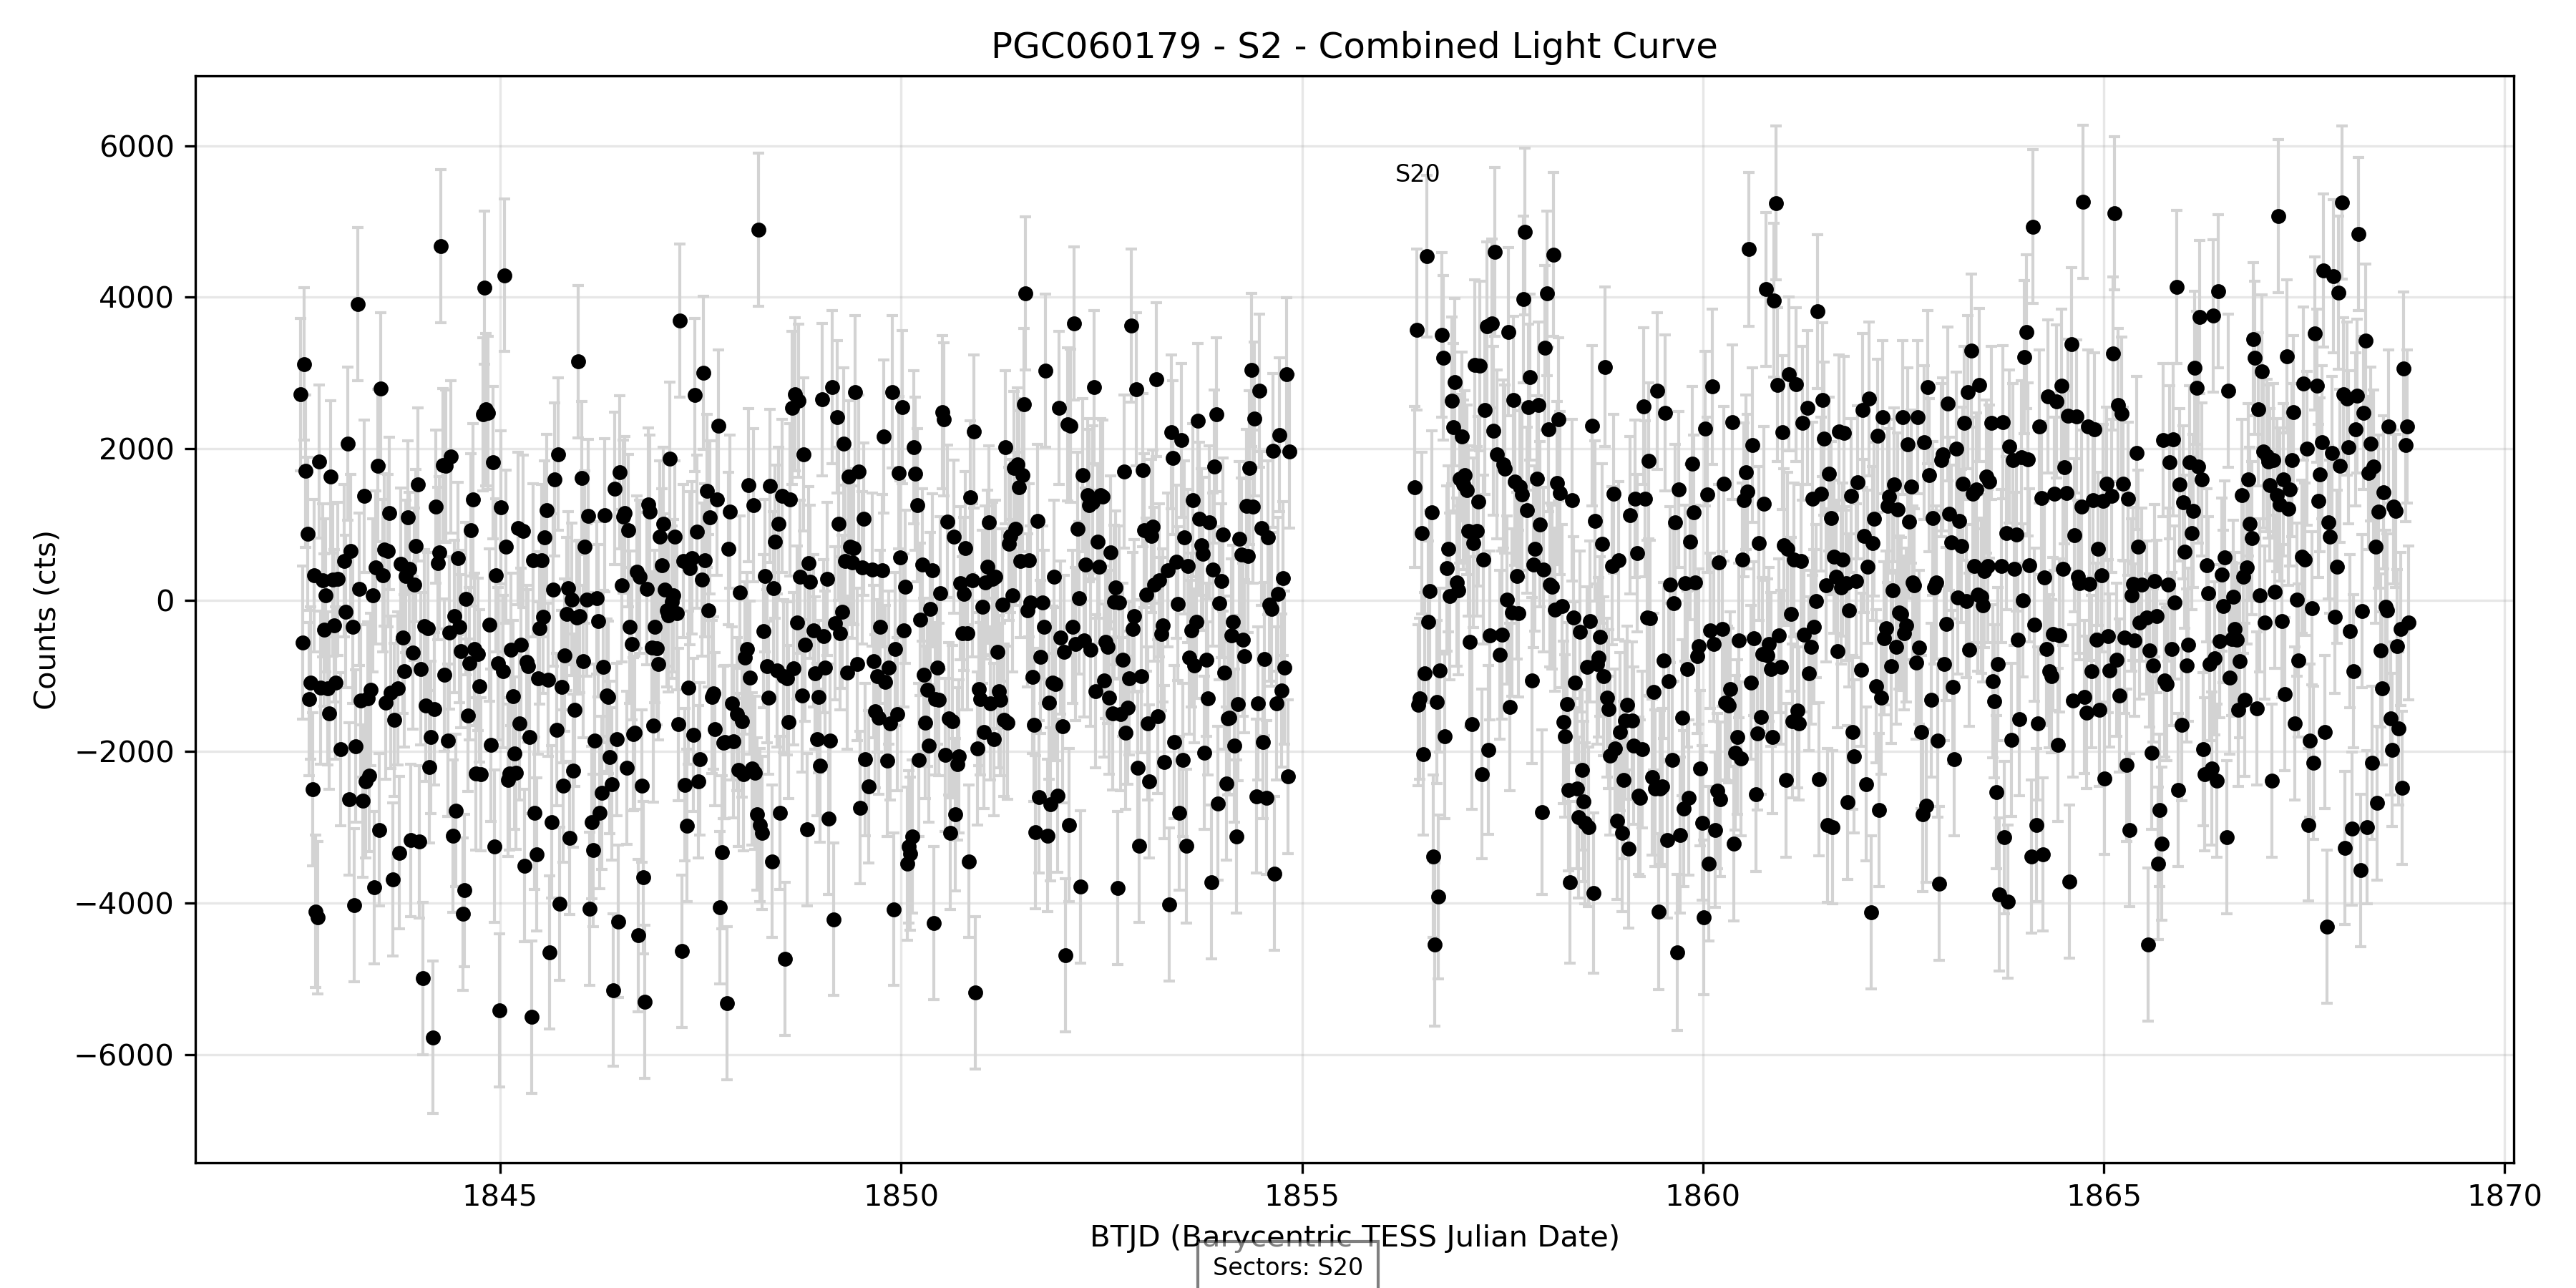 PGC060179 - S2 - Combined Light Curve
Counts (cts)
6000
4000
2000
0
−2000
−4000
−6000
S20
1845
1850
1855
1860
1865
1870
BTJD (Barycentric TESS Julian Date)
Sectors: S20